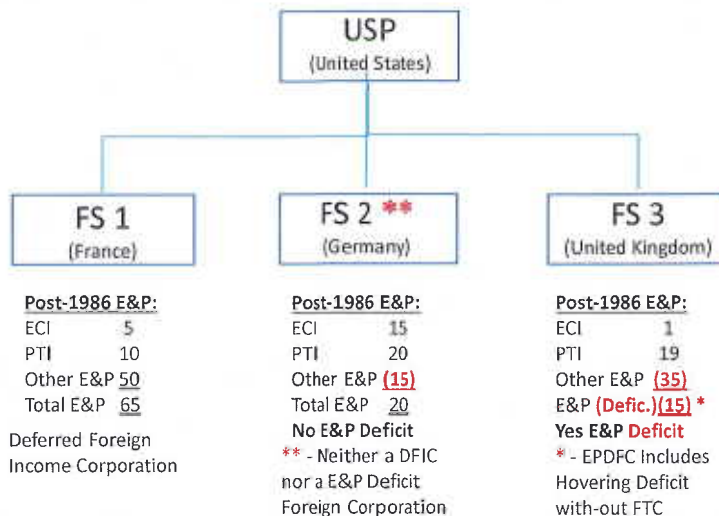 USP
(United States)
FS 1
(France)
FS 2 **
(Germany)
FS 3
(United Kingdom)
Post-1986 E&P:
ECI 5
PTI 10
Other E&P 50
Total E&P 65
Deferred Foreign
Income Corporation
Post-1986 E&P:
ECI 15
PTI 20
Other E&P (15)
Total E&P 20
No E&P Deficit
** - Neither a DFIC
nor a E&P Deficit
Foreign Corporation
Post-1986 E&P:
ECI 1
PTI 19
Other E&P (35)
E&P (Defic.)(15) *
Yes E&P Deficit
* - EPDFC Includes
Hovering Deficit
with-out FTC